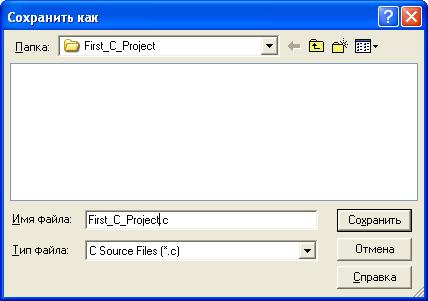 Сохранить как
Папка: First_C_Project
Имя файла: First_C_Project.c Сохранить
Тип файла: C Source Files (*.c) Отмена
Справка